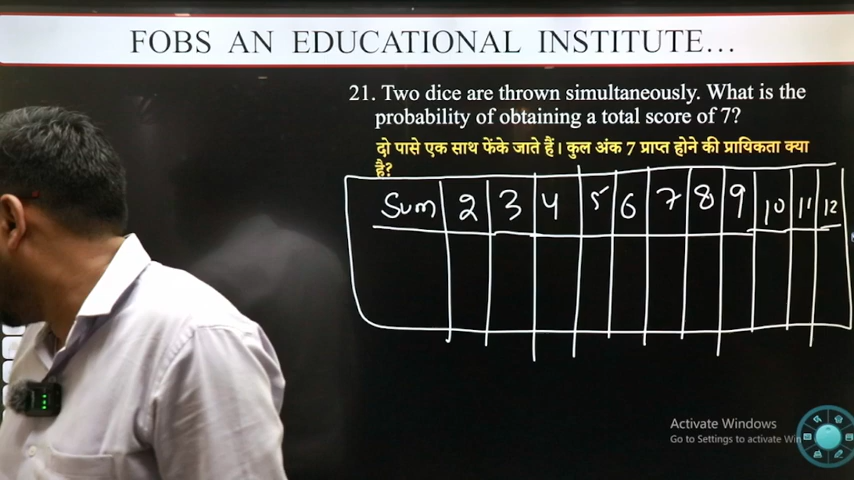 FOBS AN EDUCATIONAL INSTITUTE...
21. Two dice are thrown simultaneously. What is the
probability of obtaining a total score of 7?
दो पासे एक साथ फेंके जाते हैं। कुल अंक 7 प्राप्त होने की प्रायिकता क्या
है?
Sum 2 3 4 5 6 7 8 9 10 11 12
Activate Windows
Go to Settings to activate Win